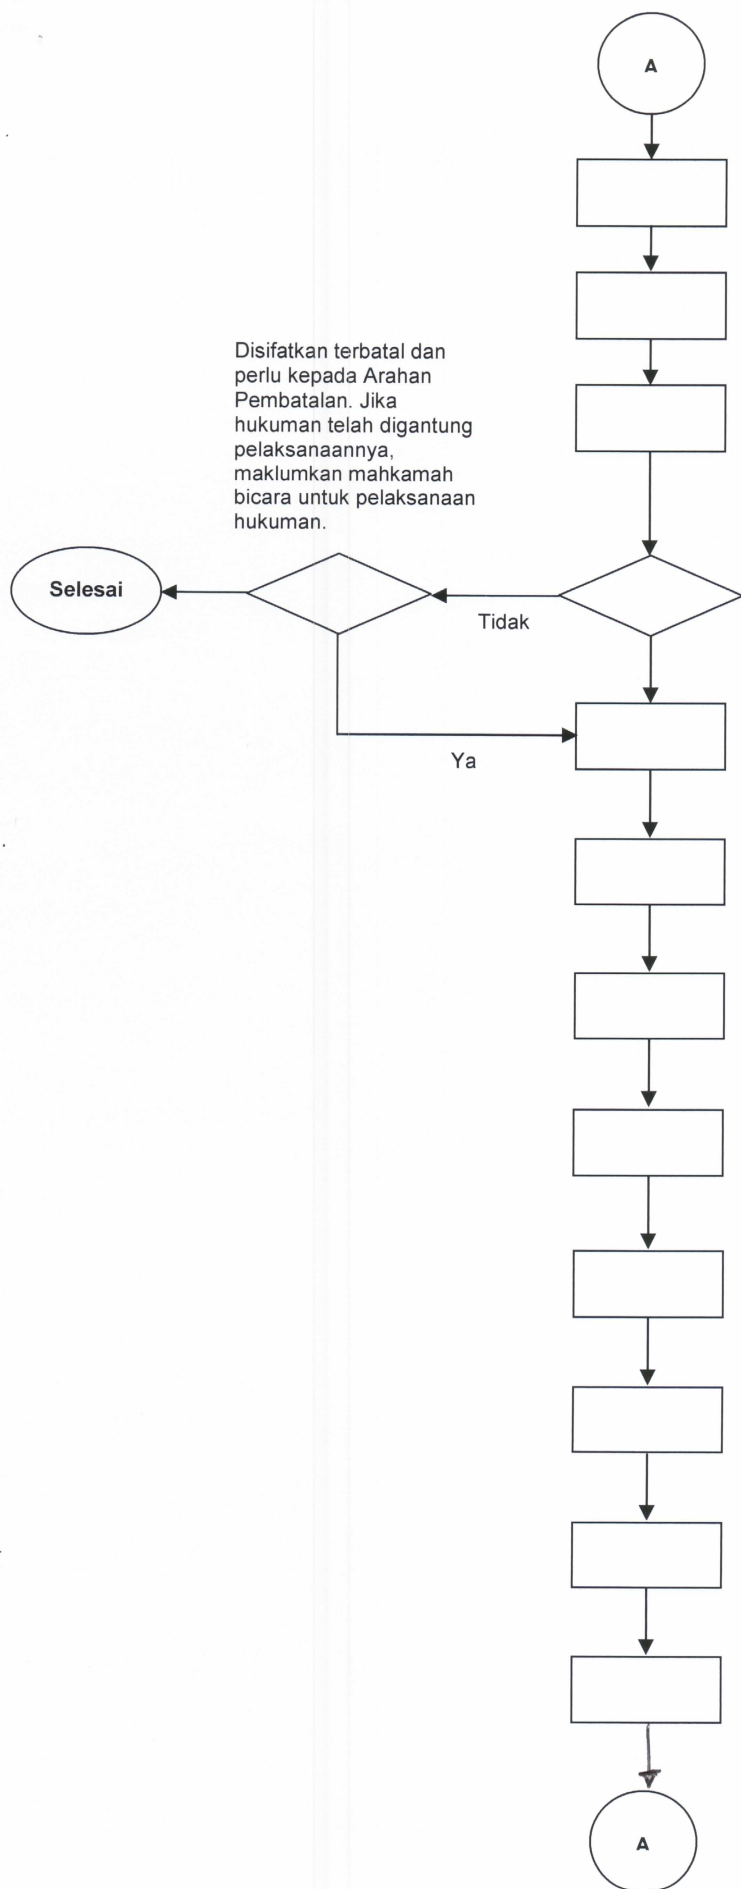 A
Disifatkan terbatal dan
perlu kepada Arahan
Pembatalan. Jika
hukuman telah digantung
pelaksanaannya,
maklumkan mahkamah
bicara untuk pelaksanaan
hukuman.
Selesai
Tidak
Ya
A